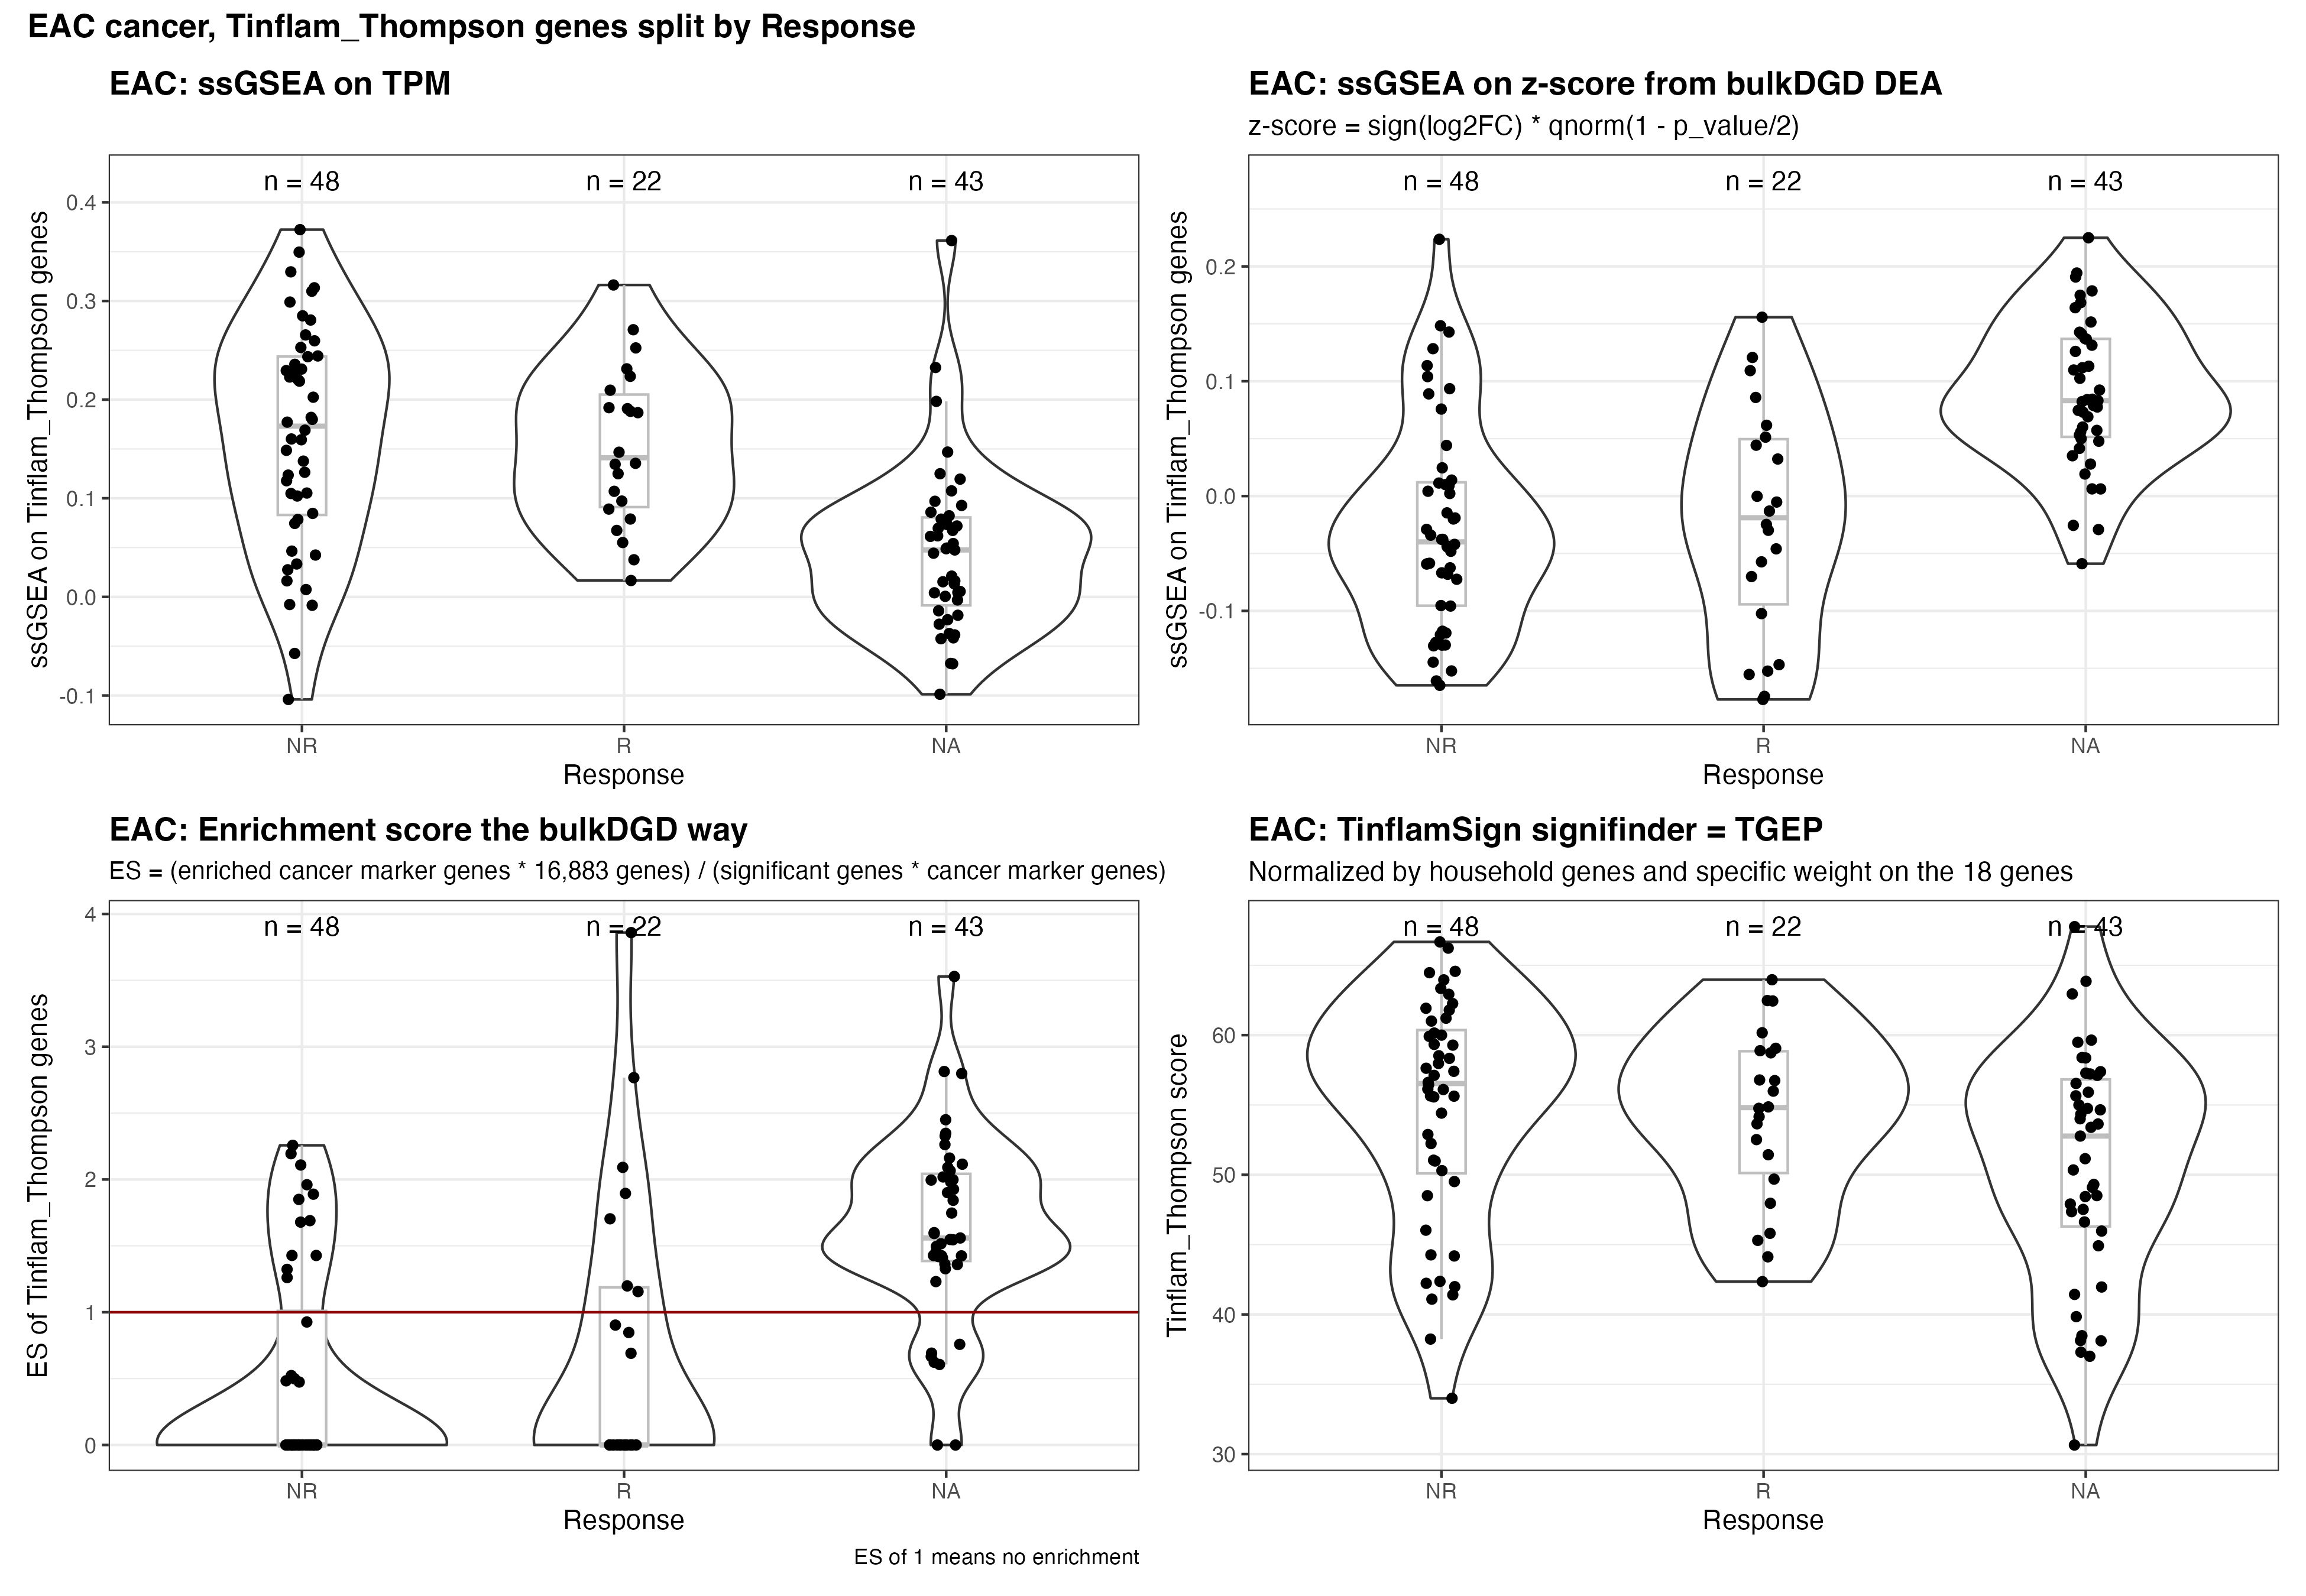 EAC cancer, Tinflam_Thompson genes split by Response
EAC: ssGSEA on TPM
n = 48
n = 22
n = 43
ssGSEA on Tinflam_Thompson genes
0.4
0.3
0.2
0.1
0.0
-0.1
NR
R
NA
Response
EAC: ssGSEA on z-score from bulkDGD DEA
z-score = sign(log2FC) * qnorm(1 - p_value/2)
n = 48
n = 22
n = 43
ssGSEA on Tinflam_Thompson genes
0.2
0.1
0.0
-0.1
NR
R
NA
Response
EAC: Enrichment score the bulkDGD way
ES = (enriched cancer marker genes * 16,883 genes) / (significant genes * cancer marker genes)
n = 48
n = 22
n = 43
ES of Tinflam_Thompson genes
4
3
2
1
0
NR
R
NA
Response
ES of 1 means no enrichment
EAC: TinflamSign signifinder = TGEP
Normalized by household genes and specific weight on the 18 genes
n = 48
n = 22
n = 43
Tinflam_Thompson score
60
50
40
30
NR
R
NA
Response